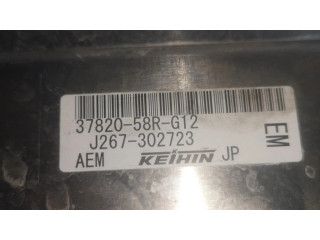 37820-58R-G12
J267-302723
AEM KEIHIN JP
EM